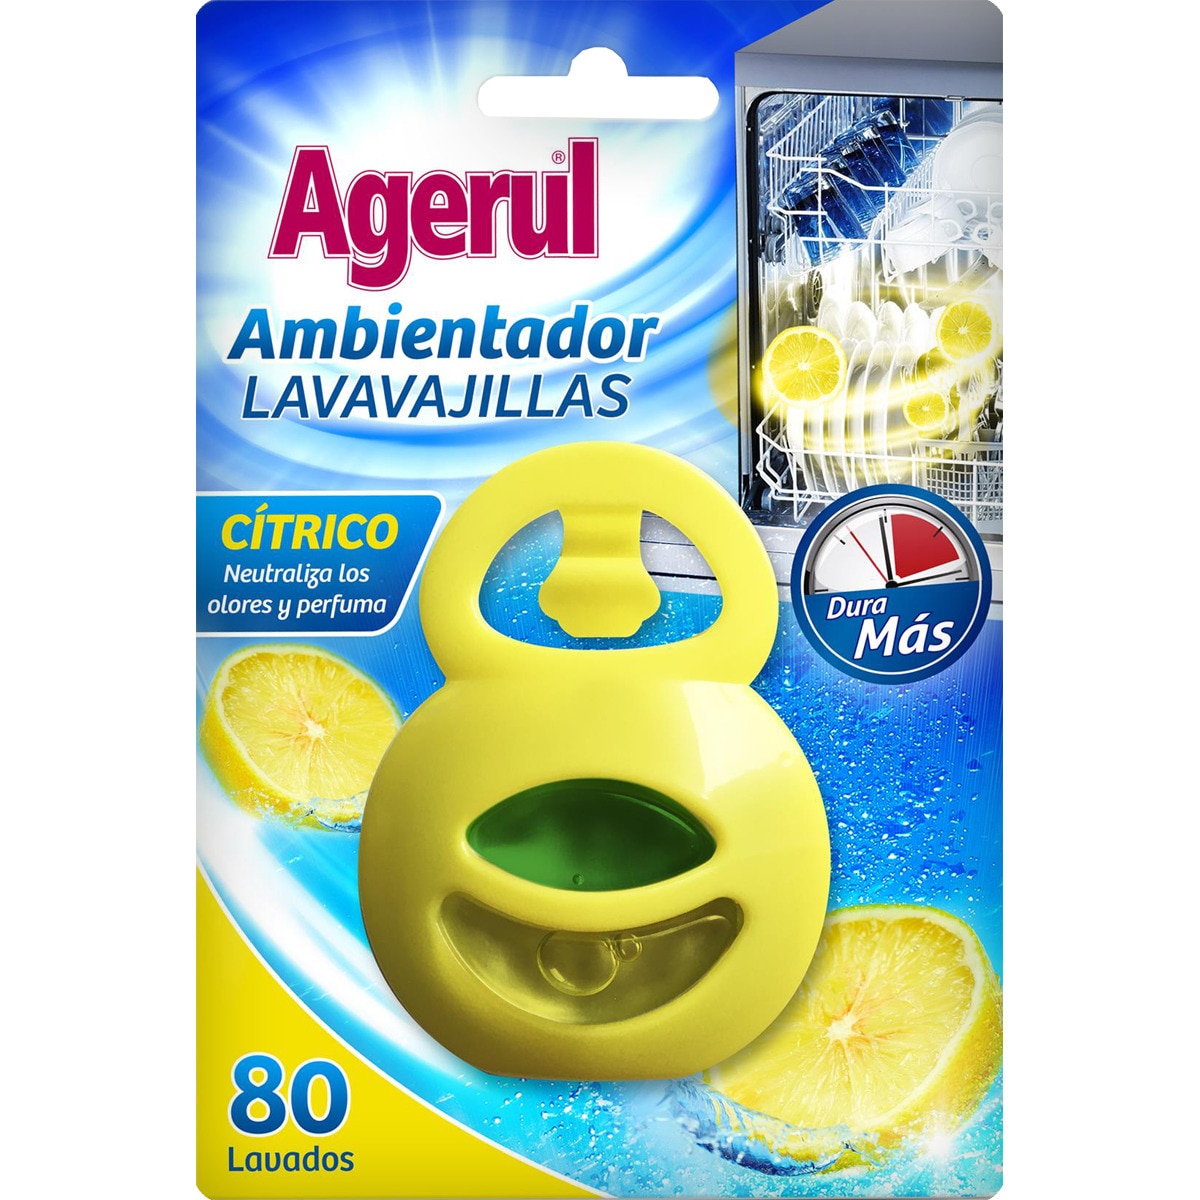 Agerul®
Ambientador
LAVAVAJILLAS
CÍTRICO
Neutraliza los
olores y perfuma
Dura
Más
80
Lavados